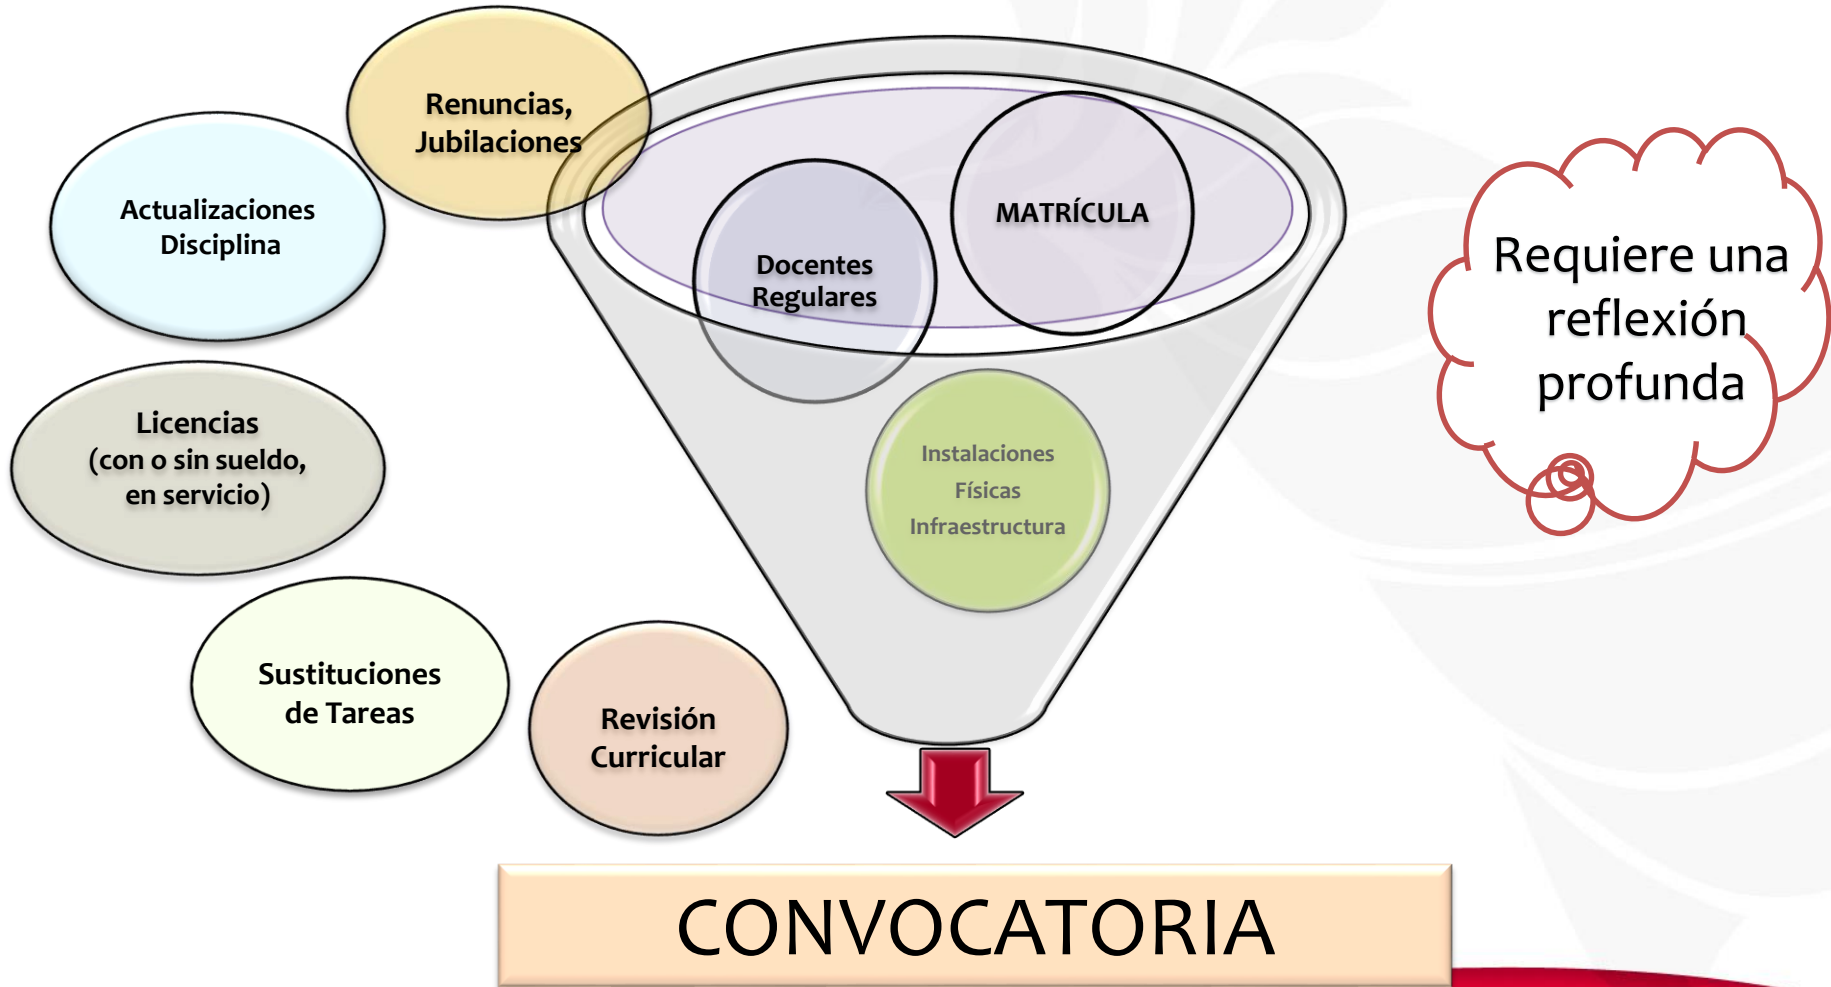 Renuncias,
Jubilaciones
Actualizaciones
Disciplina
MATRÍCULA
Docentes
Regulares
Requiere una
reflexión
profunda
Licencias
(con o sin sueldo,
en servicio)
Instalaciones
Físicas
Infraestructura
Sustituciones
de Tareas
Revisión
Curricular
CONVOCATORIA